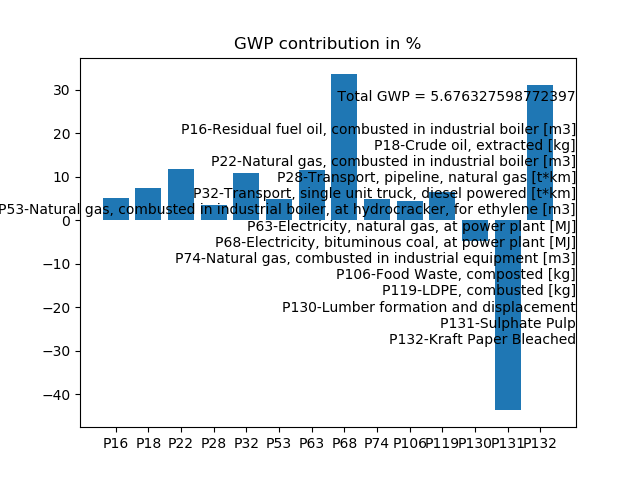 GWP contribution in %
Total GWP = 5.676327598772397
P16-Residual fuel oil, combusted in industrial boiler [m3]
P18-Crude oil, extracted [kg]
P22-Natural gas, combusted in industrial boiler [m3]
P28-Transport, pipeline, natural gas [t*km]
P32-Transport, single unit truck, diesel powered [t*km]
P53-Natural gas, combusted in industrial boiler, at hydrocracker, for ethylene [m3]
P63-Electricity, natural gas, at power plant [MJ]
P68-Electricity, bituminous coal, at power plant [MJ]
P74-Natural gas, combusted in industrial equipment [m3]
P106-Food Waste, composted [kg]
P119-LDPE, combusted [kg]
P130-Lumber formation and displacement
P131-Sulphate Pulp
P132-Kraft Paper Bleached
30
20
10
0
−10
−20
−30
−40
P16 P18 P22 P28 P32 P53 P63 P68 P74 P106 P119 P130 P131 P132